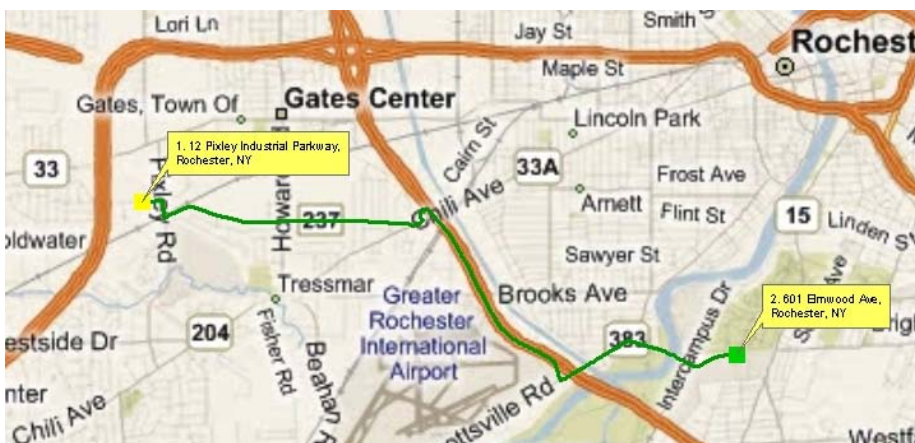 Lori Ln
Smith
Jay St
Rochest
Maple St
Gates, Town Of
Gates Center
Cairn St
Lincoln Park
1. 12 Pixley Industrial Parkway,
Rochester, NY
33
33A
Frost Ave
Pixley Rd
Howard
Chili Ave
Arnett
Flint St
15
Linden
237
oldwater
Sawyer St
Tressmar
Greater
Rochester
International
Airport
Brooks Ave
Intercampus Dr
Ave
2. 601 Elmwood Ave,
Rochester, NY
204
383
Brig
estside Dr
Fisher Rd
Beahan R
nter
Chili Ave
ottsville Rd
Westf